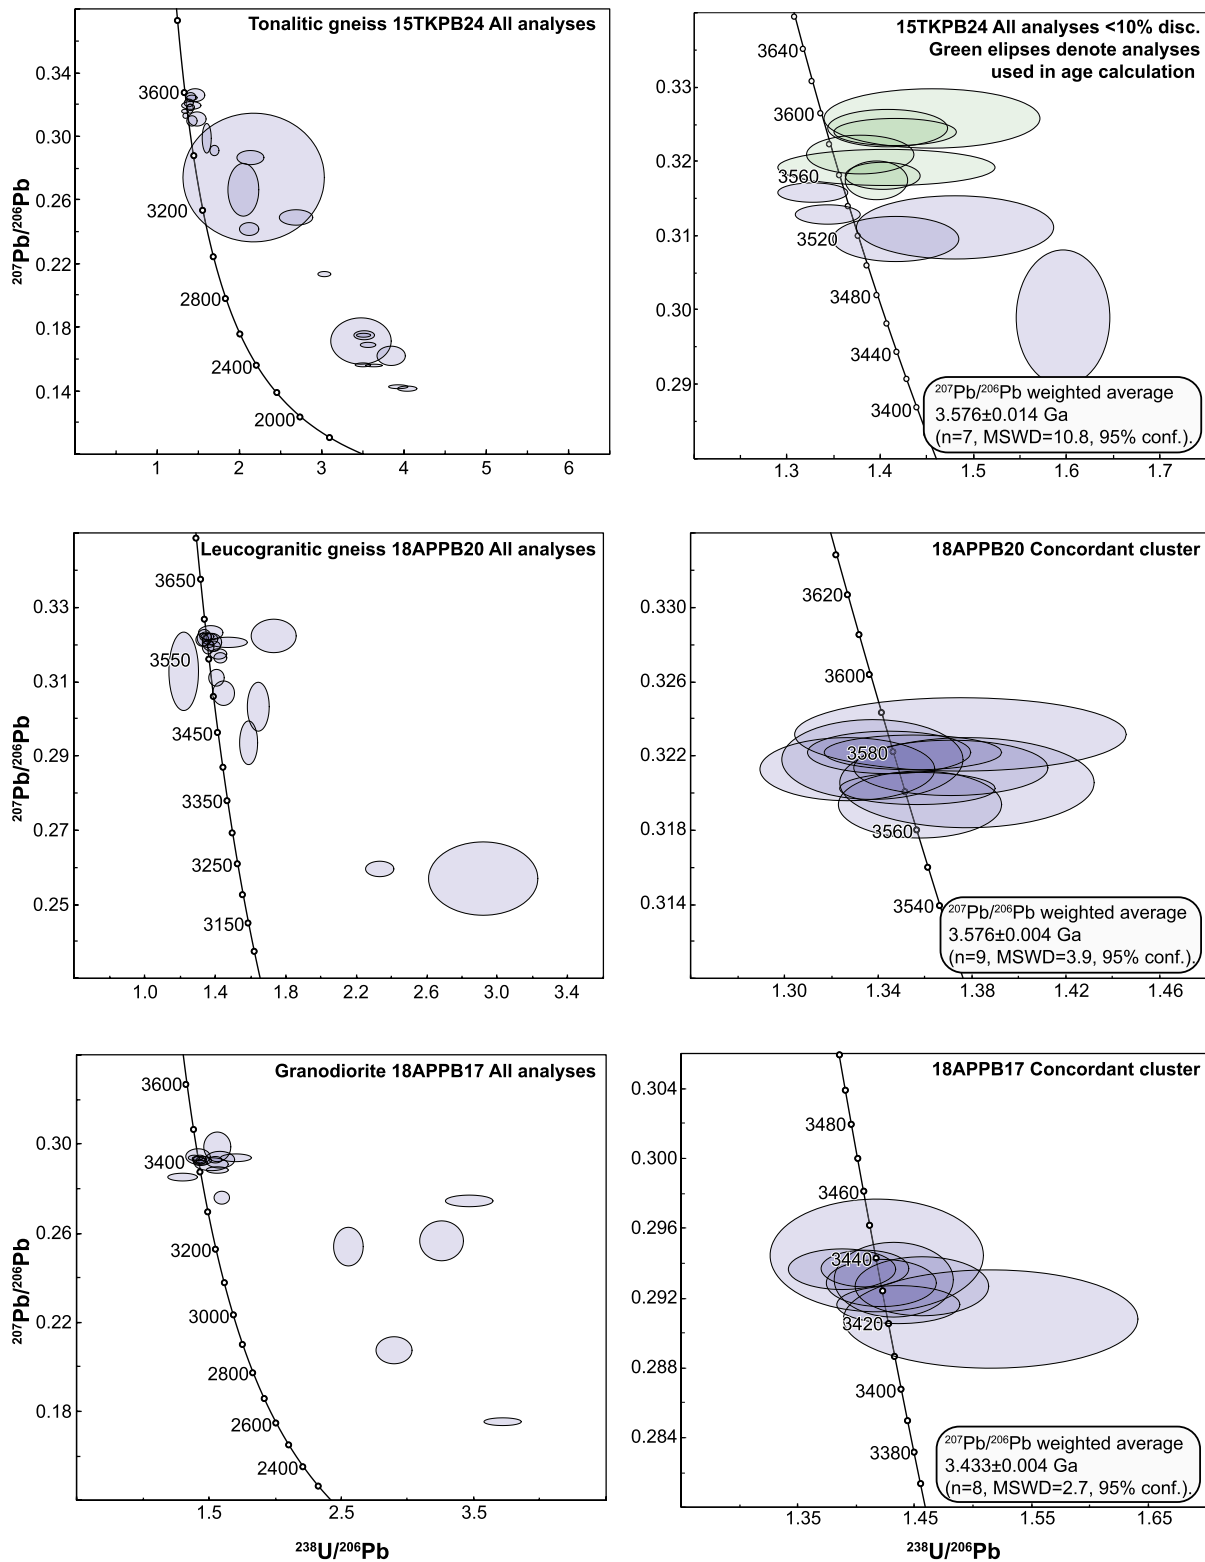 Tonalitic gneiss 15TKPB24 All analyses
0.34
0.30
0.26
0.22
0.18
0.14
3600
3200
2800
2400
2000
1 2 3 4 5 6
207Pb/206Pb
15TKPB24 All analyses <10% disc.
Green elipses denote analyses
used in age calculation
0.33
0.32
0.31
0.30
0.29
3640
3600
3560
3520
3480
3440
3400
207Pb/206Pb weighted average
3.576±0.014 Ga
(n=7, MSWD=10.8, 95% conf.).
1.3 1.4 1.5 1.6 1.7
Leucogranitic gneiss 18APPB20 All analyses
0.33
0.31
0.29
0.27
0.25
3650
3550
3450
3350
3250
3150
1.0 1.4 1.8 2.2 2.6 3.0 3.4
207Pb/206Pb
18APPB20 Concordant cluster
0.330
0.326
0.322
0.318
0.314
3620
3600
3580
3560
3540
207Pb/206Pb weighted average
3.576±0.004 Ga
(n=9, MSWD=3.9, 95% conf.).
1.30 1.34 1.38 1.42 1.46
Granodiorite 18APPB17 All analyses
0.30
0.26
0.22
0.18
3600
3400
3200
3000
2800
2600
2400
1.5 2.5 3.5
207Pb/206Pb
238U/206Pb
18APPB17 Concordant cluster
0.304
0.300
0.296
0.292
0.288
0.284
3480
3460
3440
3420
3400
3380
207Pb/206Pb weighted average
3.433±0.004 Ga
(n=8, MSWD=2.7, 95% conf.).
1.35 1.45 1.55 1.65
238U/206Pb